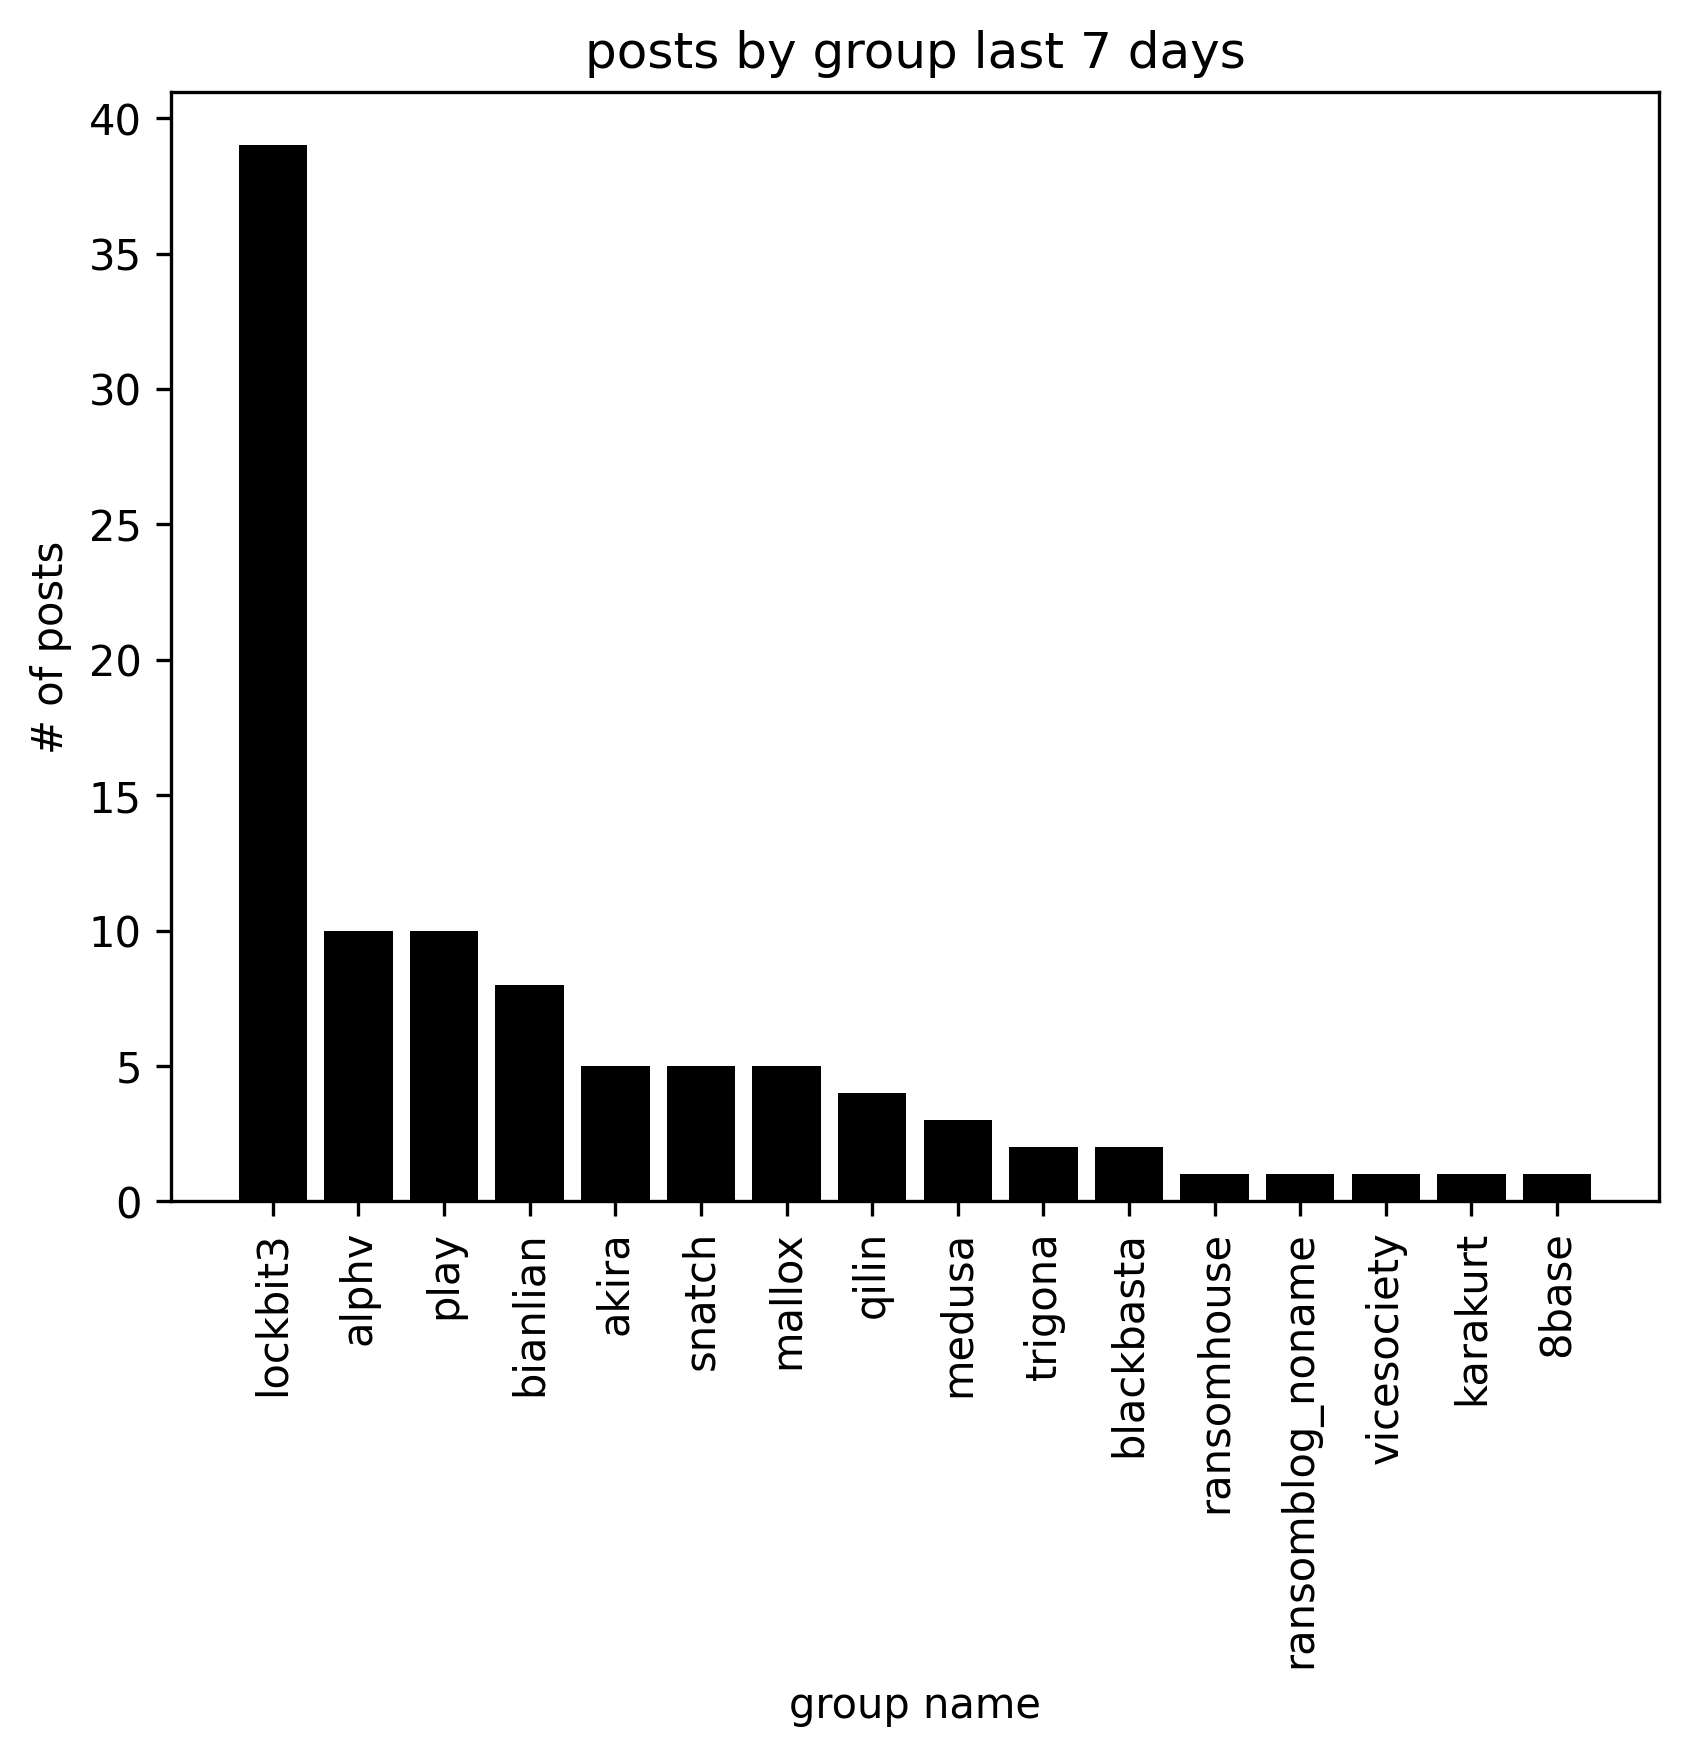 posts by group last 7 days
# of posts
40
35
30
25
20
15
10
5
0
lockbit3
alphv
play
bianlian
akira
snatch
mallox
qilin
medusa
trigona
blackbasta
ransomhouse
ransomblog_noname
vicesociety
karakurt
8base
group name